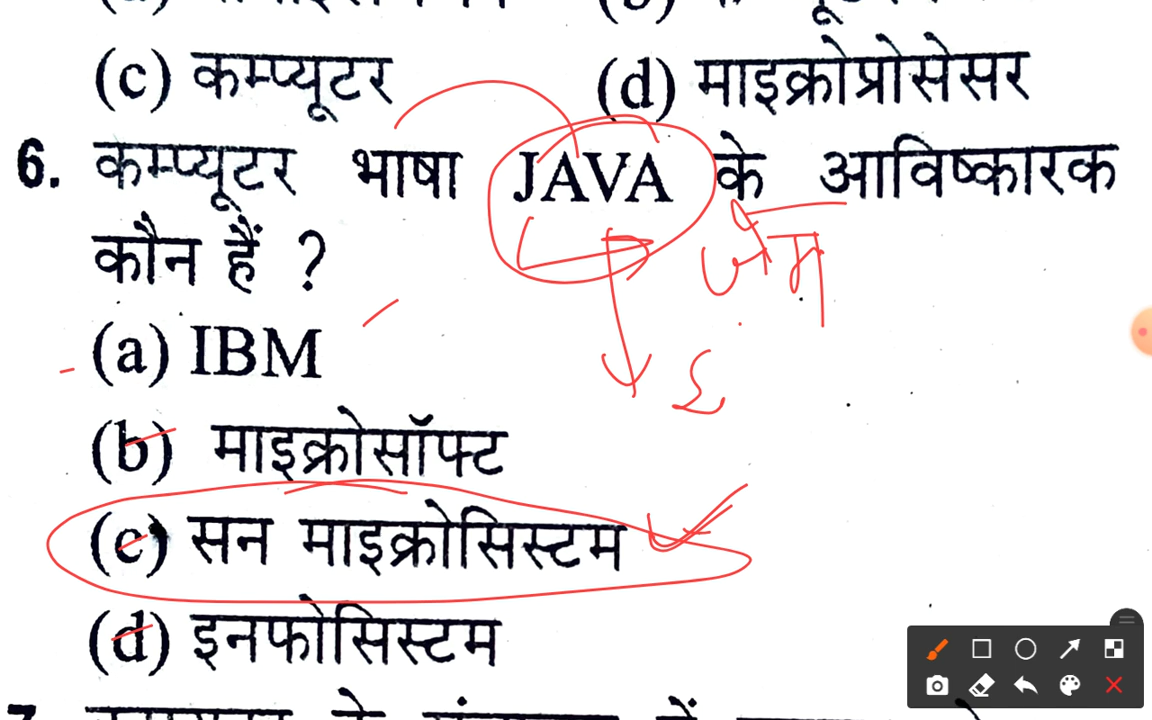 (c) कम्प्यूटर (d) माइक्रोप्रोसेसर
6. कम्प्यूटर भाषा JAVA के आविष्कारक
कौन हैं ?
जेम
(a) IBM
(b) माइक्रोसॉफ्ट
(c) सन माइक्रोसिस्टम
(d) इनफोसिस्टम